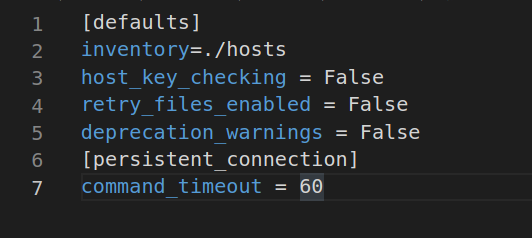 1 [defaults]
2 inventory=./hosts
3 host_key_checking = False
4 retry_files_enabled = False
5 deprecation_warnings = False
6 [persistent_connection]
7 command_timeout = 60